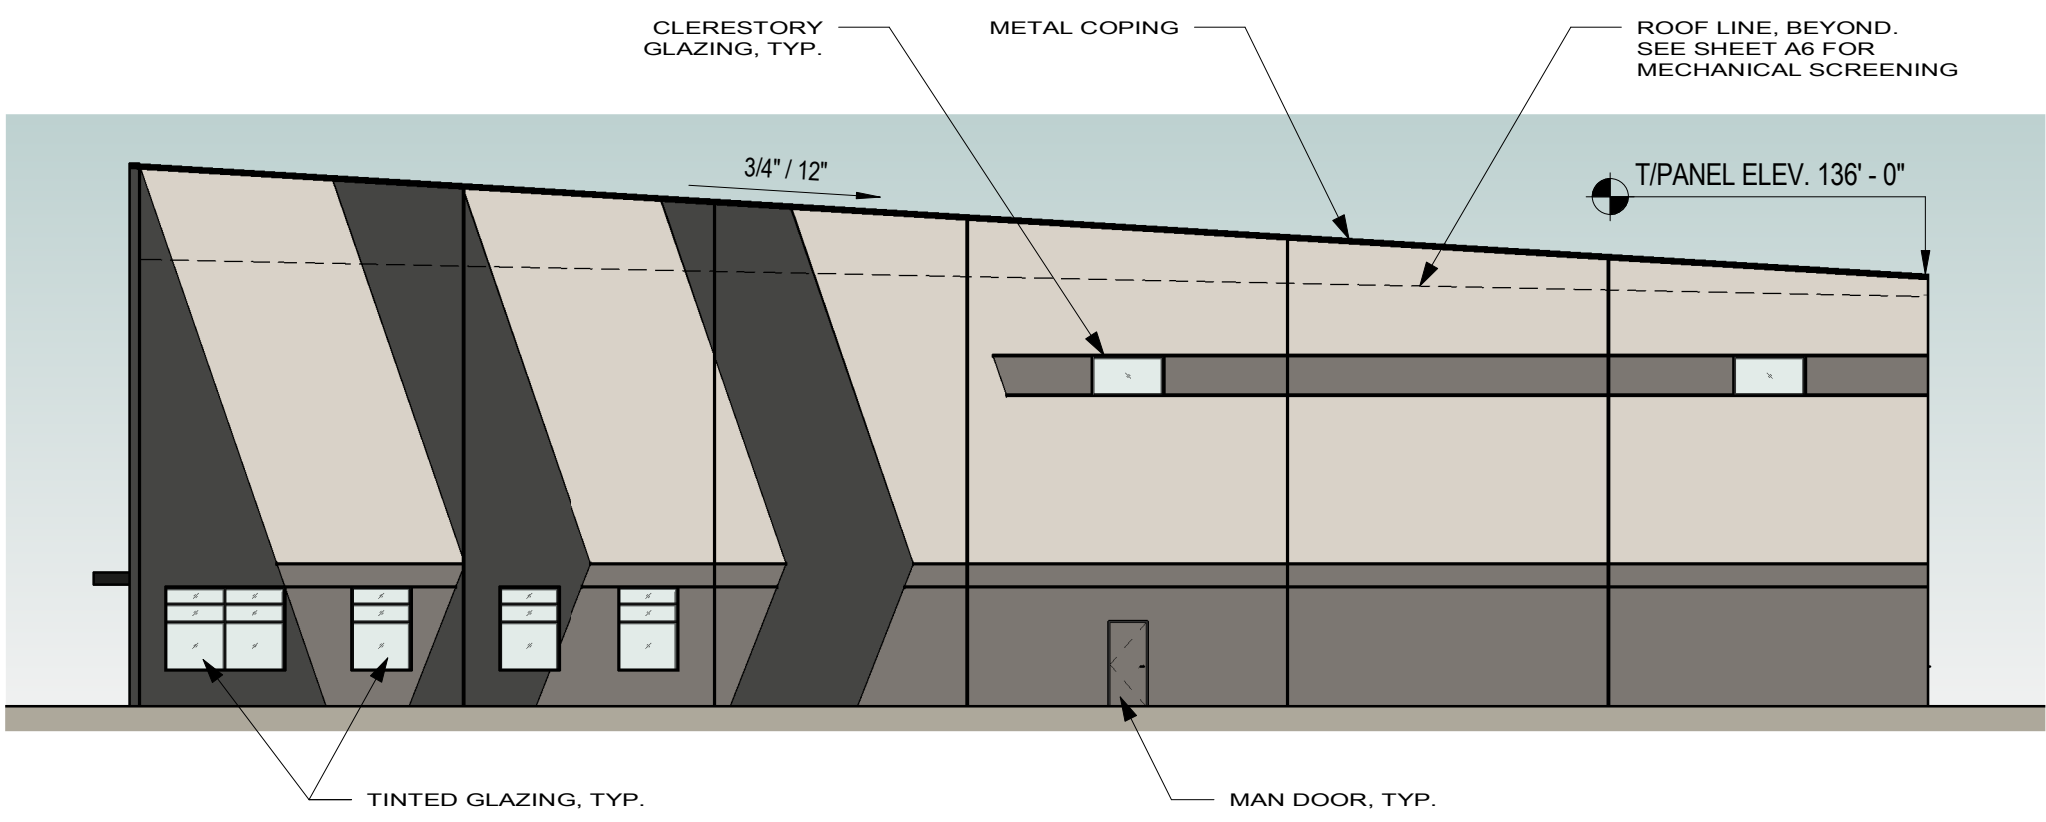 CLERESTORY
GLAZING, TYP.
METAL COPING
ROOF LINE, BEYOND.
SEE SHEET A6 FOR
MECHANICAL SCREENING
3/4" / 12"
T/PANEL ELEV. 136' - 0"
TINTED GLAZING, TYP.
MAN DOOR, TYP.